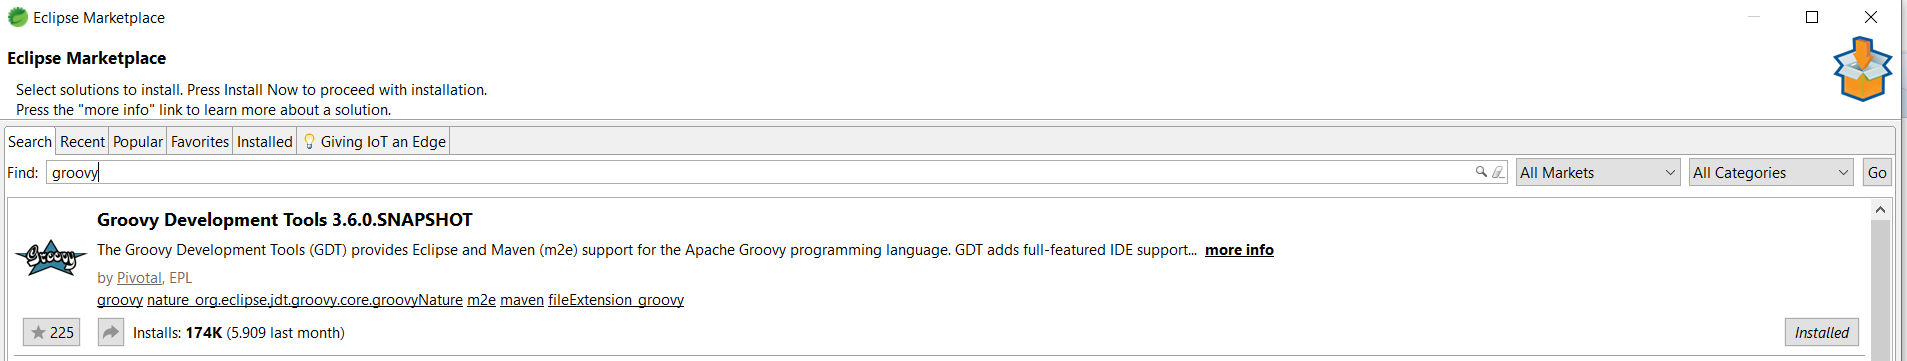 Eclipse Marketplace
Eclipse Marketplace
Select solutions to install. Press Install Now to proceed with installation.
Press the "more info" link to learn more about a solution.
Search Recent Popular Favorites Installed Giving IoT an Edge
Find: groovy All Markets All Categories Go
Groovy Development Tools 3.6.0.SNAPSHOT
Groovy
The Groovy Development Tools (GDT) provides Eclipse and Maven (m2e) support for the Apache Groovy programming language. GDT adds full-featured IDE support... more info
by Pivotal, EPL
groovy nature_org.eclipse.jdt.groovy.core.groovyNature m2e maven fileExtension_groovy
225 Installs: 174K (5.909 last month) Installed